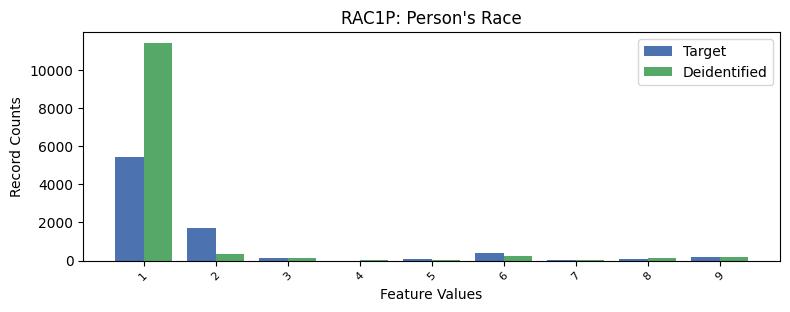 RAC1P: Person's Race
Target
Deidentified
Record Counts
10000
8000
6000
4000
2000
0
1 2 3 4 5 6 7 8 9
Feature Values